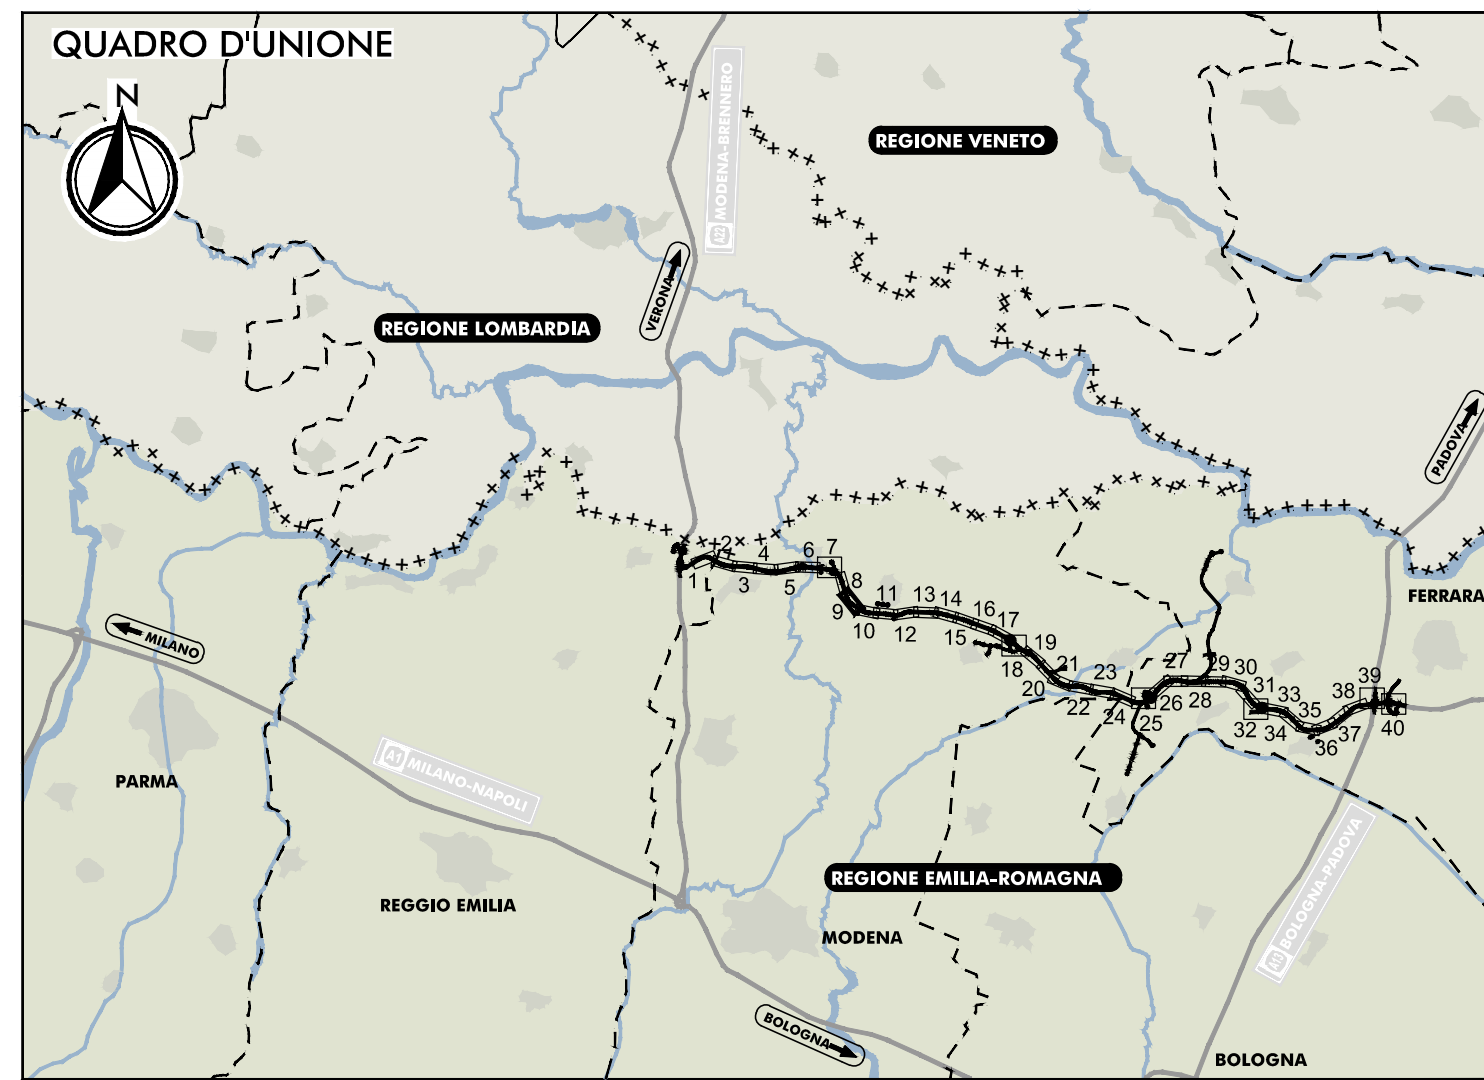 QUADRO D'UNIONE
N
A22 MODENA-BRENNERO
REGIONE VENETO
VERONA
REGIONE LOMBARDIA
PADOVA
2
7
4
6
1
3
5
8
FERRARA
11
9
13
14
10
12
16
17
15
MILANO
19
18
21
27
29
30
39
20
23
31
38
22
24
26
28
33
25
35
40
32
34
37
36
A1 MILANO-NAPOLI
PARMA
A13 BOLOGNA-PADOVA
REGIONE EMILIA-ROMAGNA
REGGIO EMILIA
MODENA
BOLOGNA
BOLOGNA